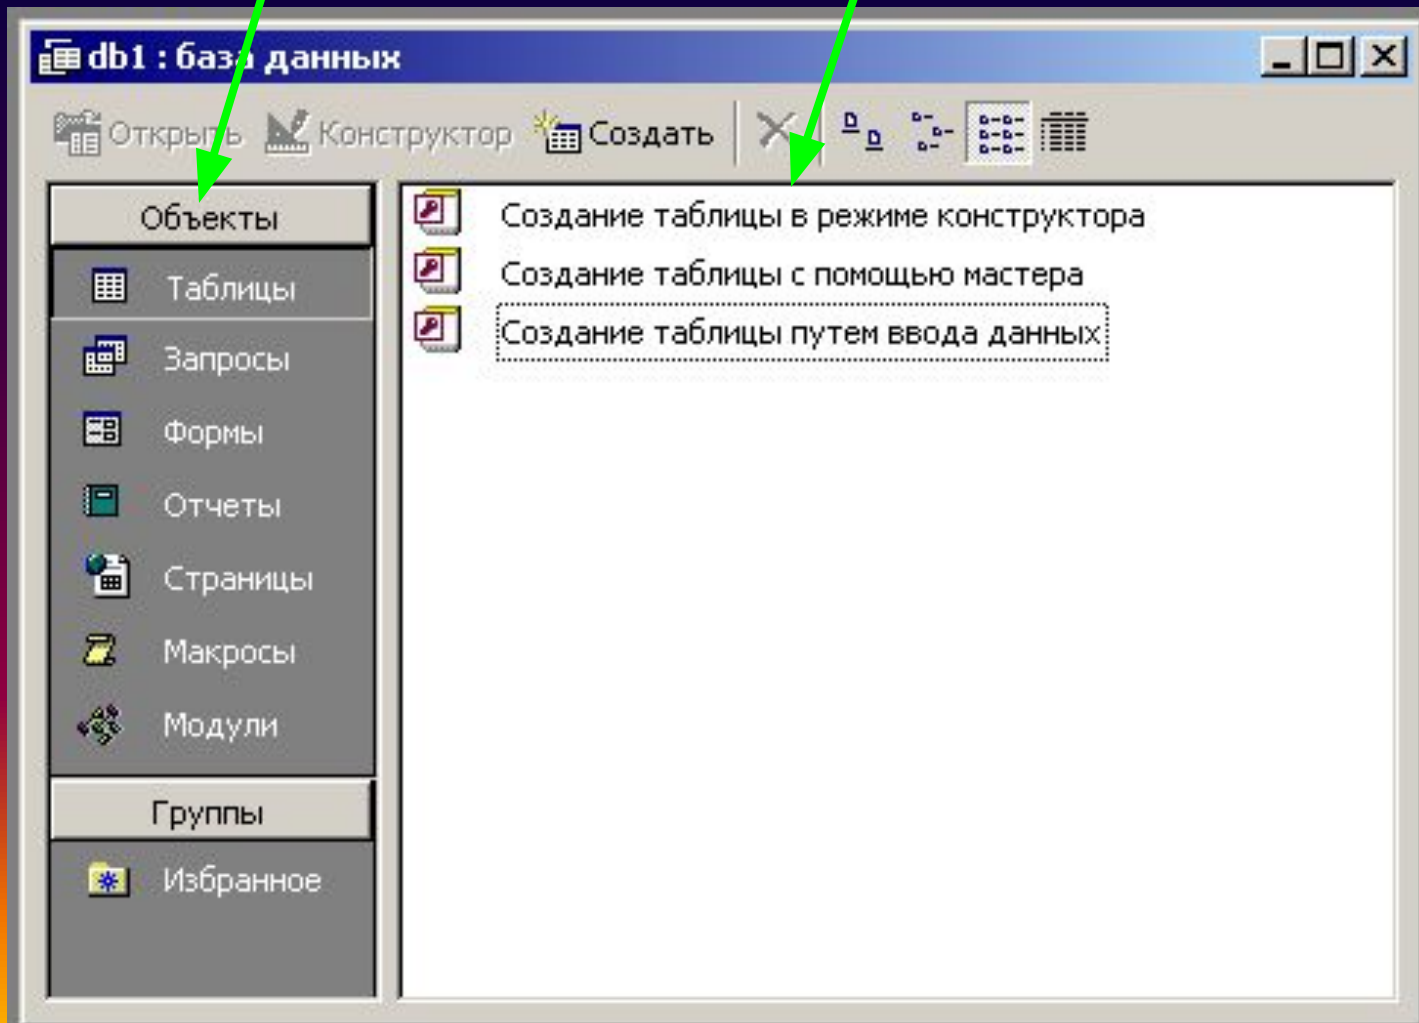 db1 : база данных
Открыть Конструктор Создать
Объекты
Таблицы
Запросы
Формы
Отчеты
Страницы
Макросы
Модули
Группы
Избранное
Создание таблицы в режиме конструктора
Создание таблицы с помощью мастера
Создание таблицы путем ввода данных